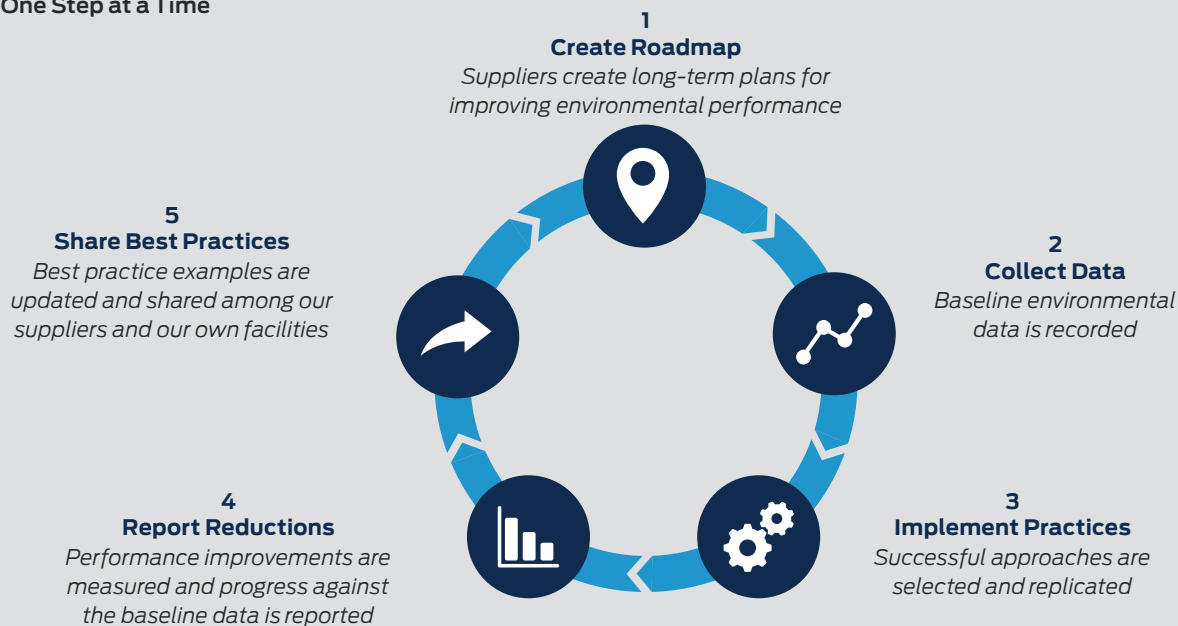 One Step at a Time
1
Create Roadmap
Suppliers create long-term plans for
improving environmental performance
2
Collect Data
Baseline environmental
data is recorded
3
Implement Practices
Successful approaches are
selected and replicated
4
Report Reductions
Performance improvements are
measured and progress against
the baseline data is reported
5
Share Best Practices
Best practice examples are
updated and shared among our
suppliers and our own facilities